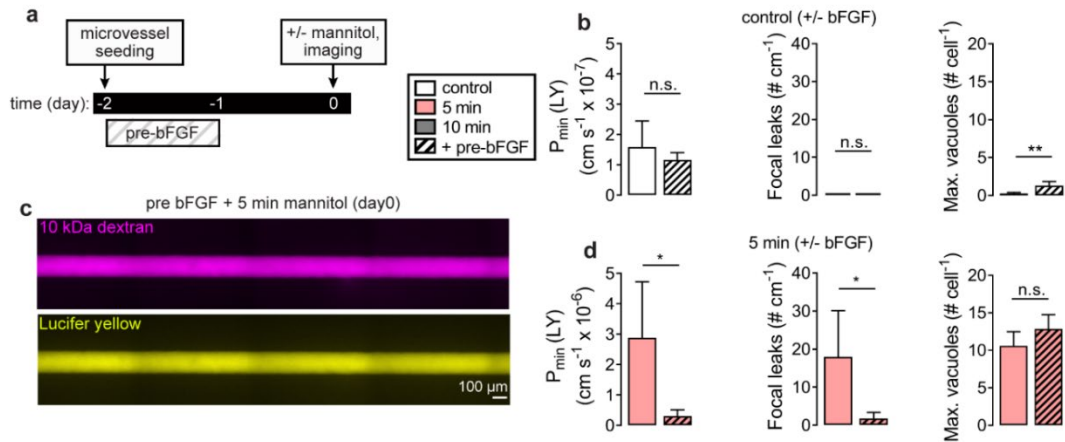 a
microvessel
seeding
+/- mannitol,
imaging
time (day):
-2
-1
0
pre-bFGF
control
5 min
10 min
+ pre-bFGF
b
control (+/- bFGF)
Pmin (LY)
(cm s⁻¹ x 10⁻⁷)
5
4
3
2
1
0
n.s.
Focal leaks (# cm⁻¹)
40
30
20
10
0
n.s.
Max. vacuoles (# cell⁻¹)
20
15
10
5
0
**
c
pre bFGF + 5 min mannitol (day0)
10 kDa dextran
Lucifer yellow
100 µm
d
5 min (+/- bFGF)
Pmin (LY)
(cm s⁻¹ x 10⁻⁶)
5
4
3
2
1
0
*
Focal leaks (# cm⁻¹)
40
30
20
10
0
*
Max. vacuoles (# cell⁻¹)
20
15
10
5
0
n.s.